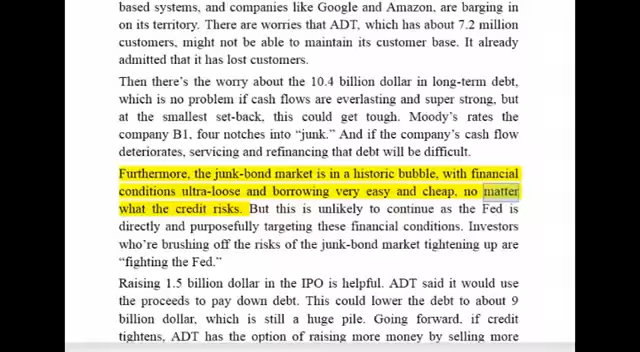 based systems, and companies like Google and Amazon, are barging in
on its territory. There are worries that ADT, which has about 7.2 million
customers, might not be able to maintain its customer base. It already
admitted that it has lost customers.
Then there's the worry about the 10.4 billion dollar in long-term debt,
which is no problem if cash flows are everlasting and super strong, but
at the smallest set-back, this could get tough. Moody's rates the
company B1, four notches into “junk.” And if the company's cash flow
deteriorates, servicing and refinancing that debt will be difficult.
Furthermore, the junk-bond market is in a historic bubble, with financial
conditions ultra-loose and borrowing very easy and cheap, no matter
what the credit risks. But this is unlikely to continue as the Fed is
directly and purposefully targeting these financial conditions. Investors
who're brushing off the risks of the junk-bond market tightening up are
“fighting the Fed.”
Raising 1.5 billion dollar in the IPO is helpful. ADT said it would use
the proceeds to pay down debt. This could lower the debt to about 9
billion dollar, which is still a huge pile. Going forward, if credit
tightens, ADT has the option of raising more money by selling more